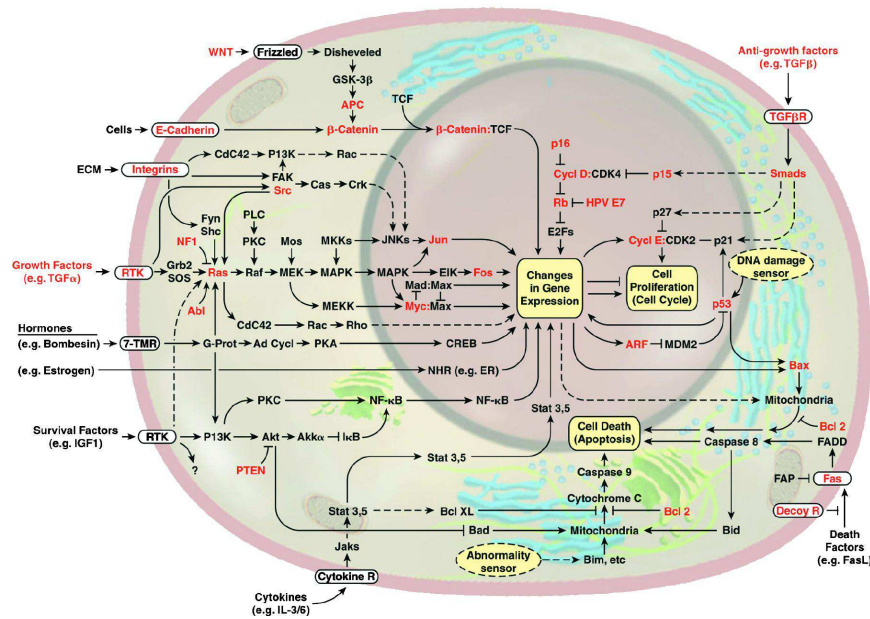 WNT
Frizzled
Disheveled
GSK-3β
APC
TCF
Cells
E-Cadherin
β-Catenin
β-Catenin:TCF
Anti-growth factors
(e.g. TGFβ)
TGFβR
Smads
p16
Cycl D:CDK4
p15
Rb
HPV E7
E2Fs
p27
Cycl E:CDK2
p21
DNA damage
sensor
Cell
Proliferation
(Cell Cycle)
p53
ARF
MDM2
Changes
in Gene
Expression
ECM
Integrins
CdC42
P13K
Rac
FAK
Src
Cas
Crk
Fyn
Shc
PLC
NF1
PKC
Mos
MKKs
JNKs
Jun
Growth Factors
(e.g. TGFα)
RTK
Grb2
SOS
Ras
Raf
MEK
MAPK
MAPK
ElK
Fos
Mad:Max
MEKK
Myc:Max
Abl
CdC42
Rac
Rho
Hormones
(e.g. Bombesin)
7-TMR
G-Prot
Ad Cycl
PKA
CREB
(e.g. Estrogen)
NHR (e.g. ER)
PKC
NF-κB
NF-κB
Stat 3,5
Survival Factors
(e.g. IGF1)
RTK
P13K
Akt
Akkα
IκB
?
PTEN
Stat 3,5
Stat 3,5
Bcl XL
Bad
Jaks
Cytokine R
Cytokines
(e.g. IL-3/6)
Bax
Mitochondria
Bcl 2
Cell Death
(Apoptosis)
Caspase 8
FADD
Caspase 9
FAP
Fas
Cytochrome C
Bcl 2
Decoy R
Mitochondria
Bid
Death
Factors
(e.g. FasL)
Abnormality
sensor
Bim, etc